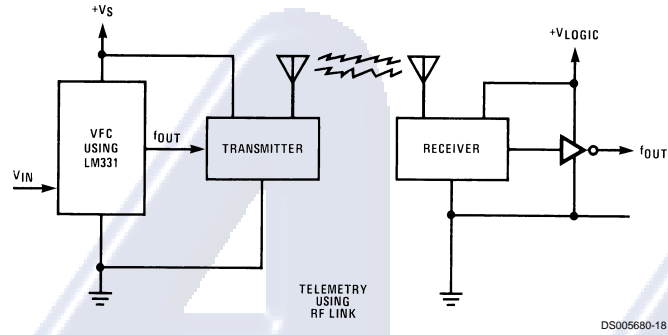 +VS
+VLOGIC
VFC
USING
LM331
fOUT
TRANSMITTER
RECEIVER
fOUT
VIN
TELEMETRY
USING
RF LINK
DS005680-18